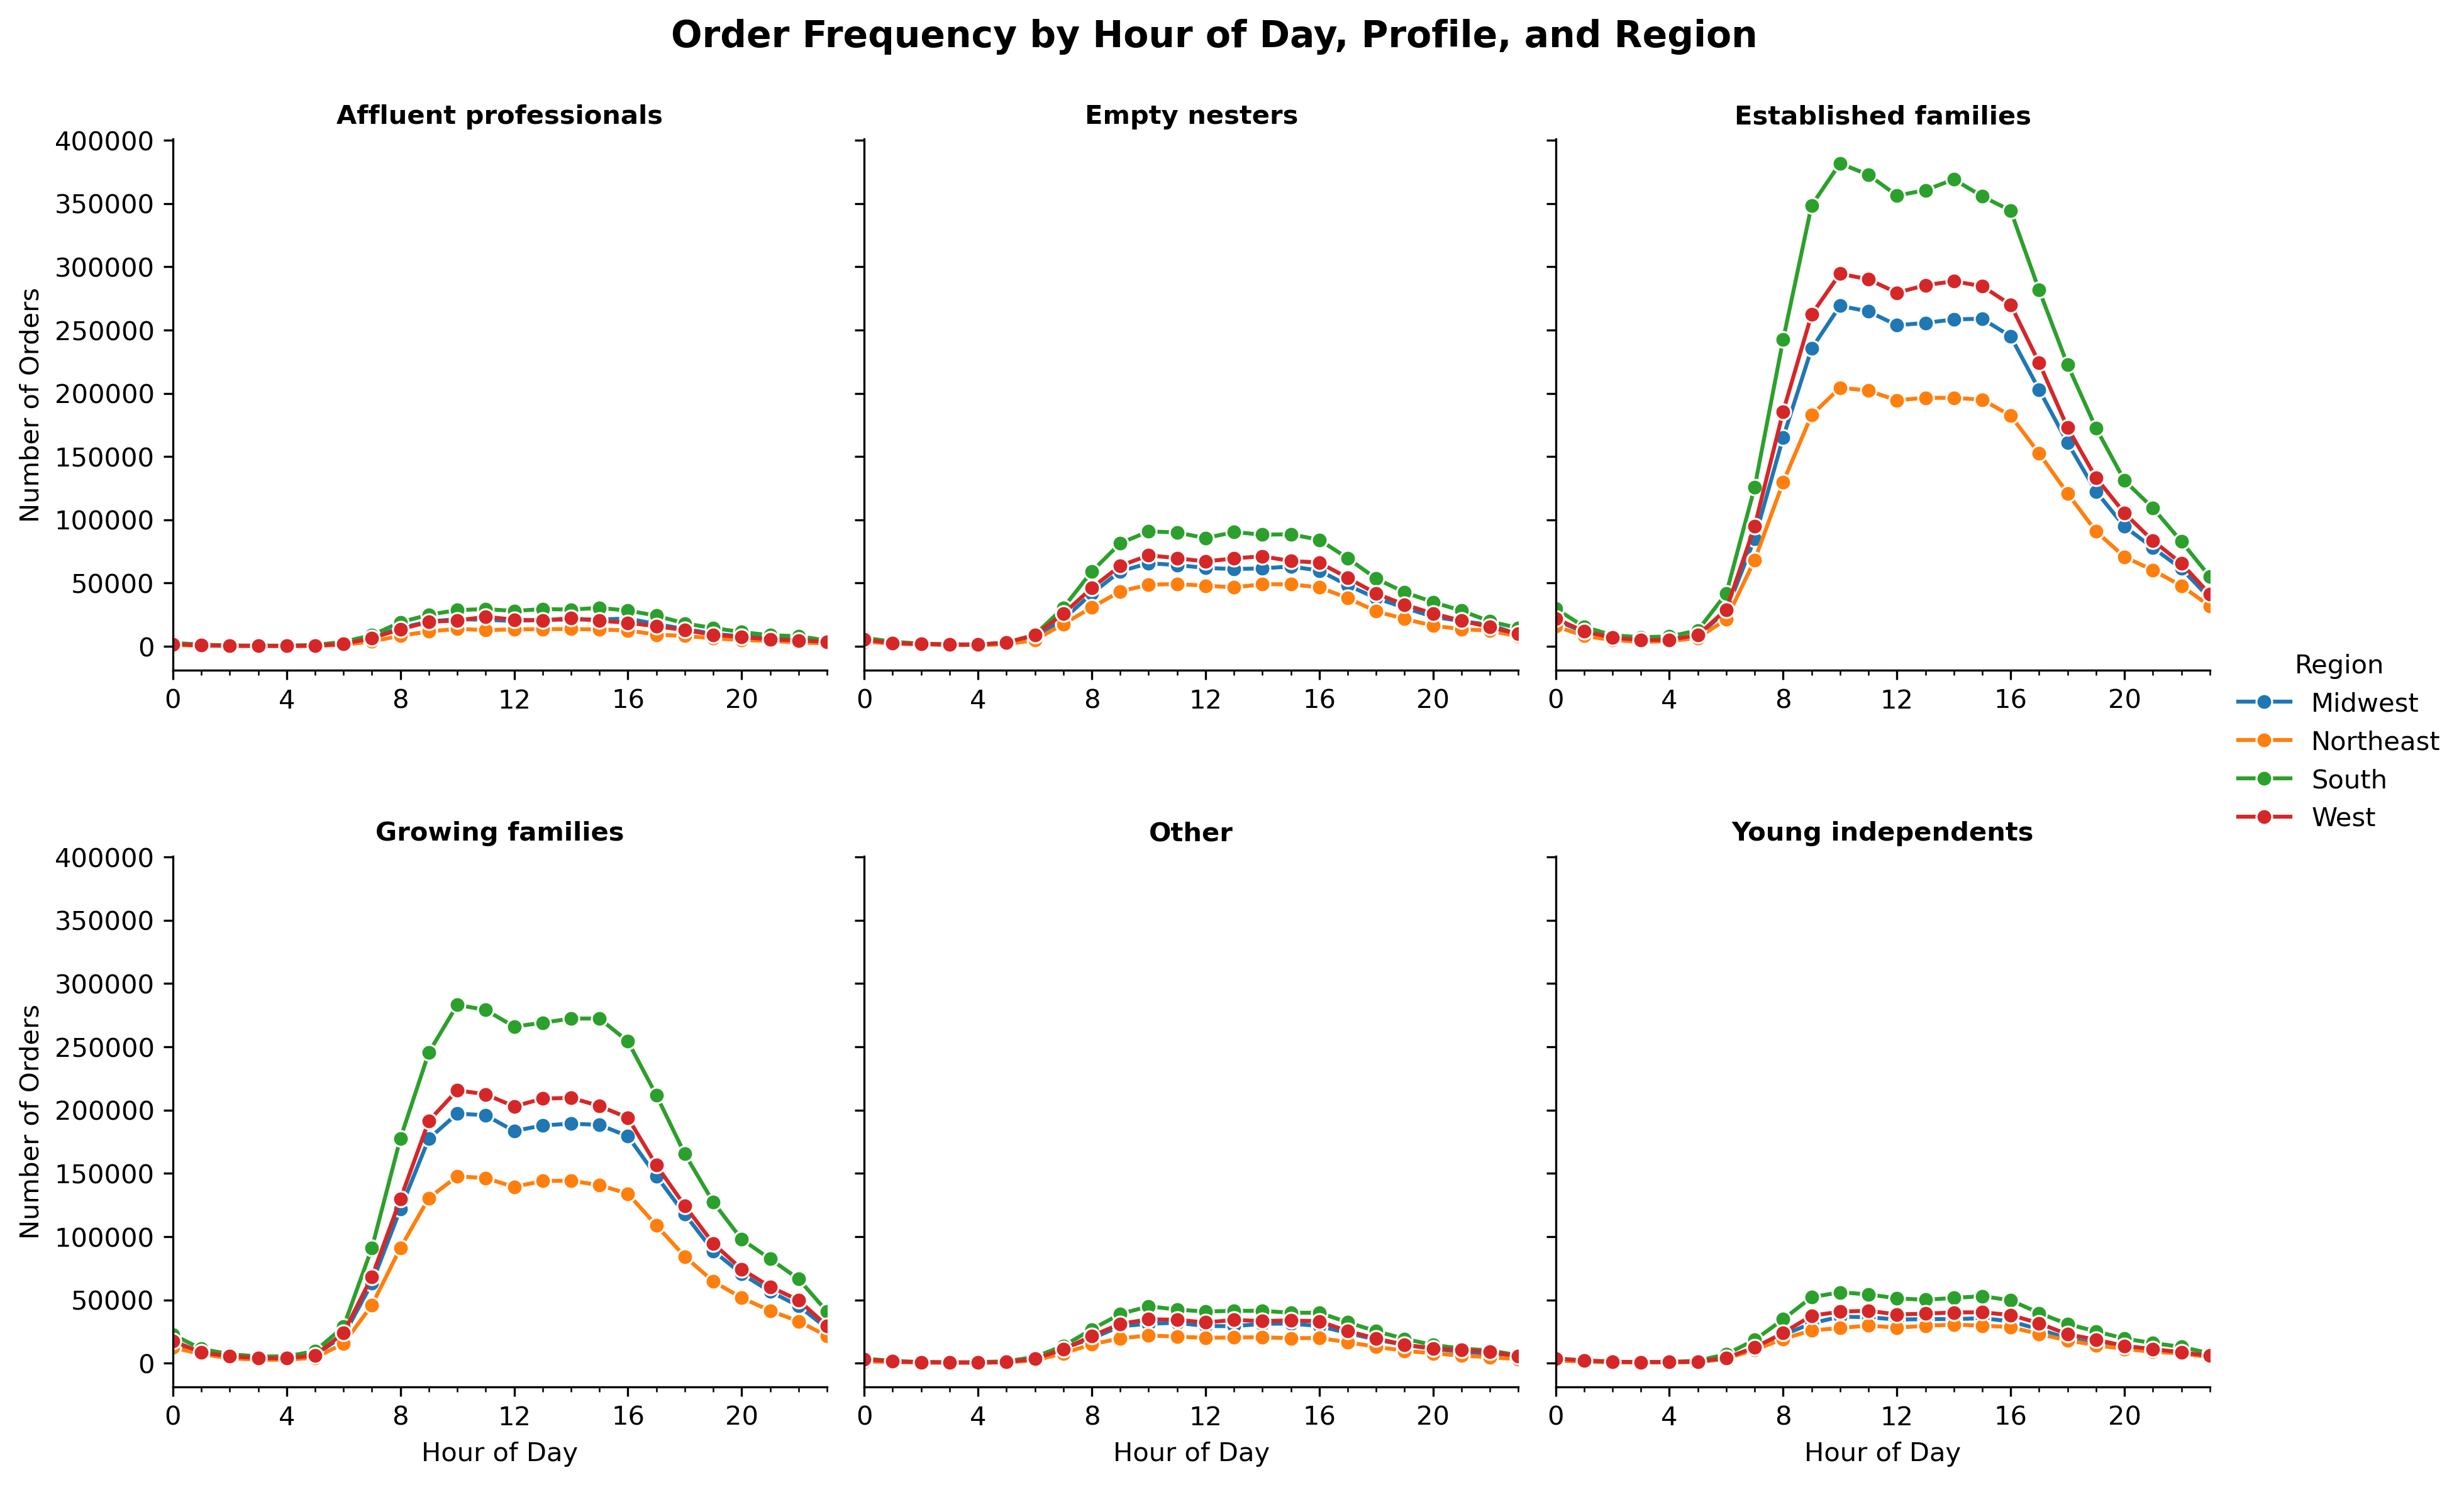 Order Frequency by Hour of Day, Profile, and Region
Affluent professionals
Empty nesters
Established families
400000
350000
300000
250000
200000
150000
100000
50000
0
Number of Orders
0 4 8 12 16 20
0 4 8 12 16 20
0 4 8 12 16 20
Region
Midwest
Northeast
South
West
Growing families
Other
Young independents
400000
350000
300000
250000
200000
150000
100000
50000
0
Number of Orders
0 4 8 12 16 20
0 4 8 12 16 20
0 4 8 12 16 20
Hour of Day
Hour of Day
Hour of Day